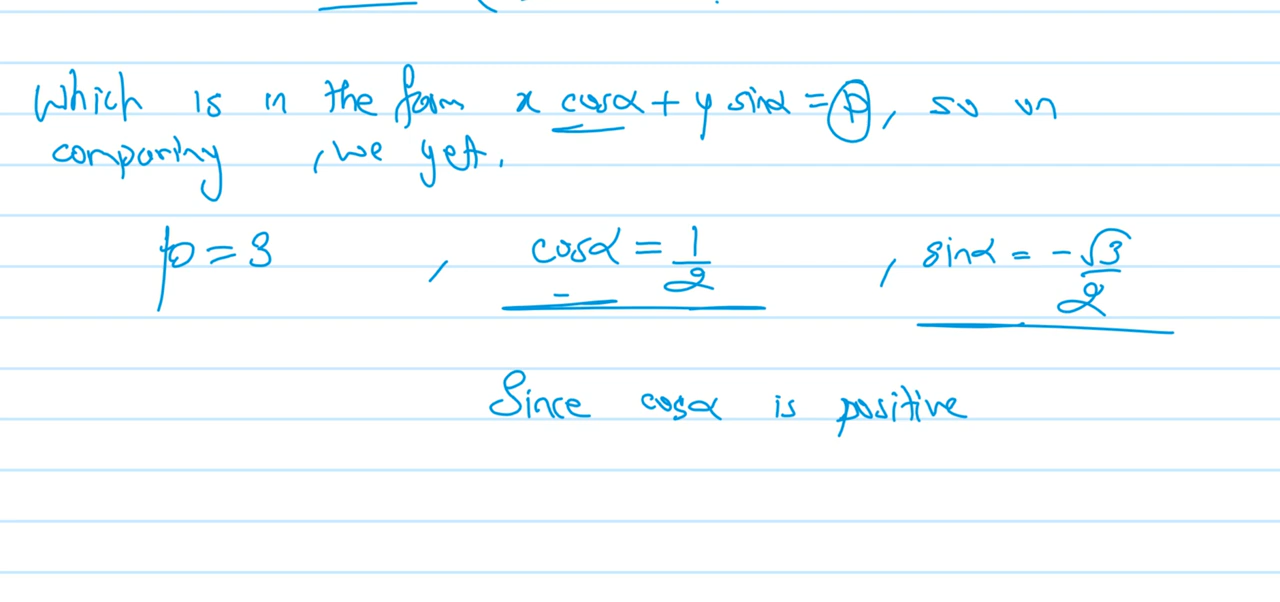 Which is in the form x cosα + y sinα = p, so on
comparing, we get.
p = 3 , cosα = 1/2 , sinα = -√3/2
Since cosα is positive